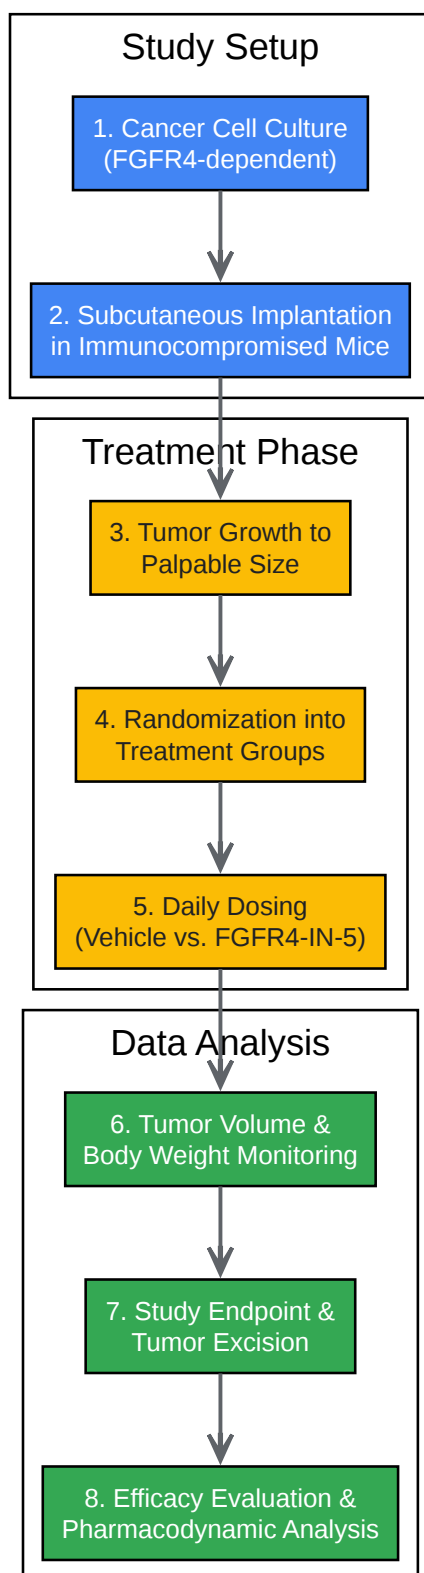 Study Setup
1. Cancer Cell Culture
(FGFR4-dependent)
2. Subcutaneous Implantation
in Immunocompromised Mice
Treatment Phase
3. Tumor Growth to
Palpable Size
4. Randomization into
Treatment Groups
5. Daily Dosing
(Vehicle vs. FGFR4-IN-5)
Data Analysis
6. Tumor Volume &
Body Weight Monitoring
7. Study Endpoint &
Tumor Excision
8. Efficacy Evaluation &
Pharmacodynamic Analysis